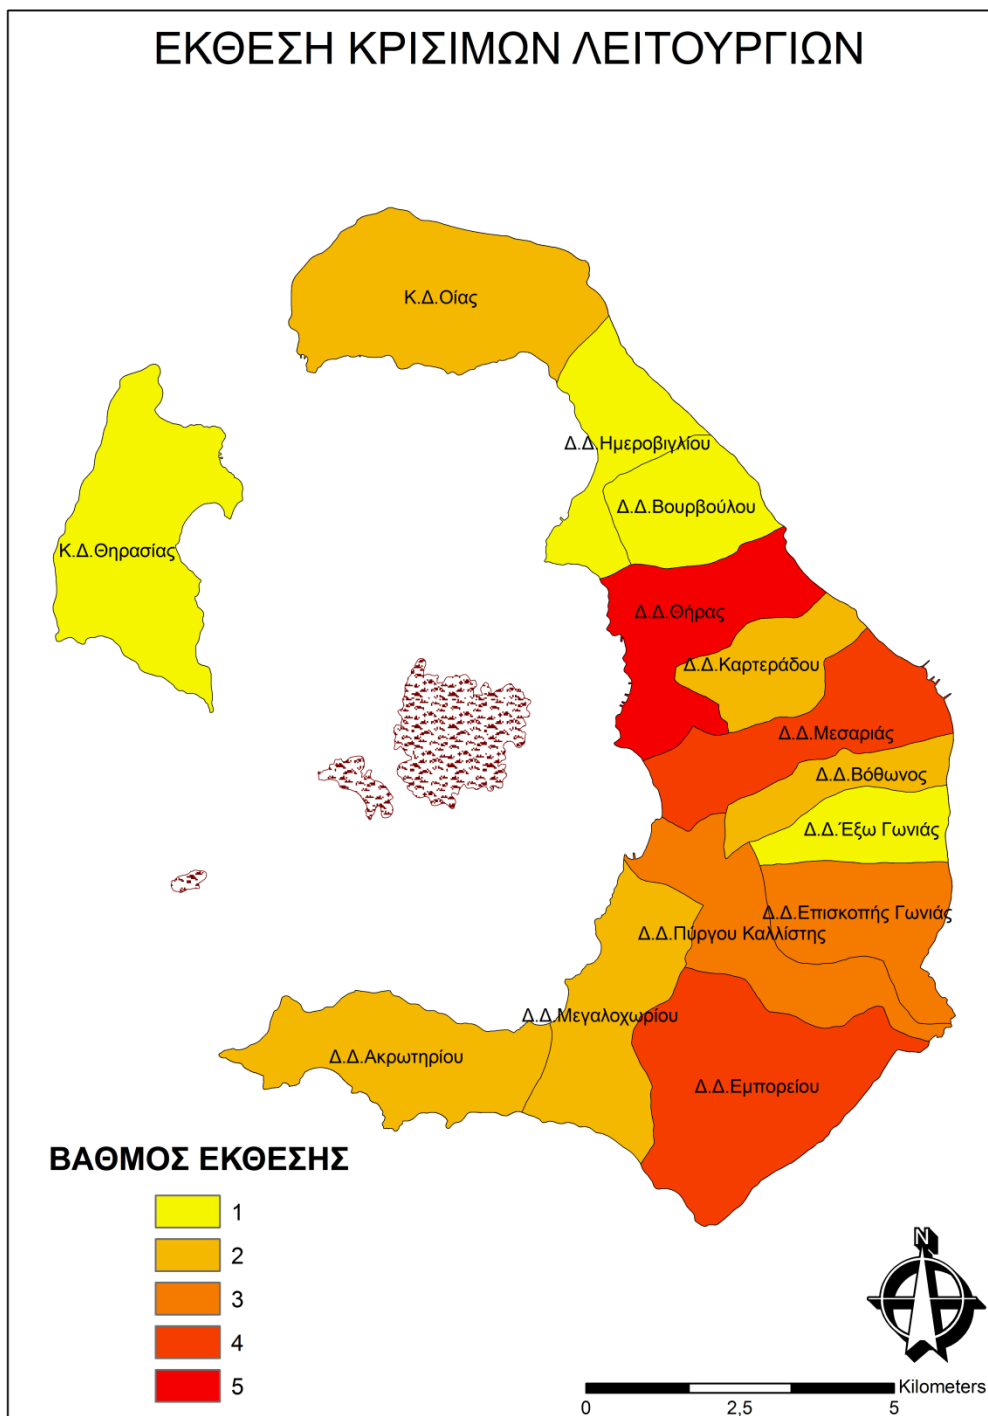 ΕΚΘΕΣΗ ΚΡΙΣΙΜΩΝ ΛΕΙΤΟΥΡΓΙΩΝ
Κ.Δ.Οίας
Δ.Δ.Ημεροβιγλίου
Δ.Δ.Βουρβούλου
Κ.Δ.Θηρασίας
Δ.Δ.Θήρας
Δ.Δ.Καρτεράδου
Δ.Δ.Μεσαριάς
Δ.Δ.Βόθωνος
Δ.Δ.Έξω Γωνιάς
Δ.Δ.Επισκοπής Γωνιάς
Δ.Δ.Πύργου Καλλίστης
Δ.Δ.Μεγαλοχωρίου
Δ.Δ.Ακρωτηρίου
Δ.Δ.Εμπορείου
ΒΑΘΜΟΣ ΕΚΘΕΣΗΣ
1
2
3
4
5
N
Kilometers
0 2,5 5